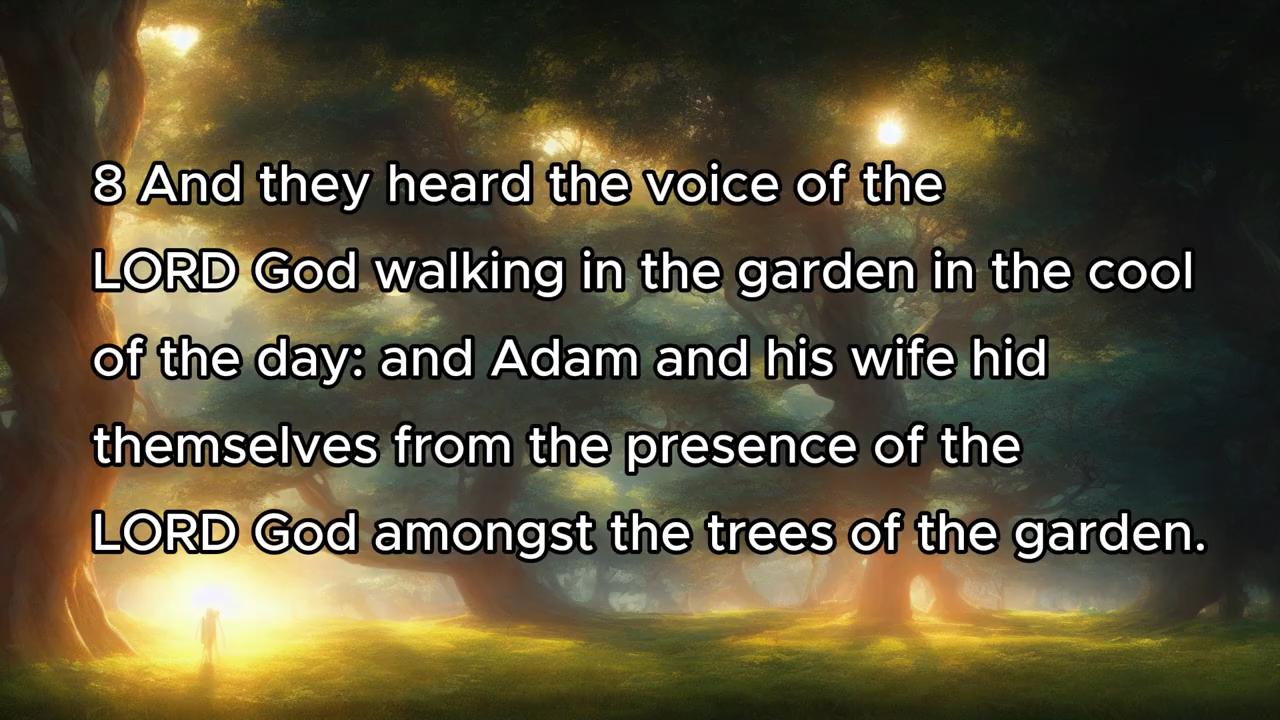 8 And they heard the voice of the
LORD God walking in the garden in the cool
of the day: and Adam and his wife hid
themselves from the presence of the
LORD God amongst the trees of the garden.